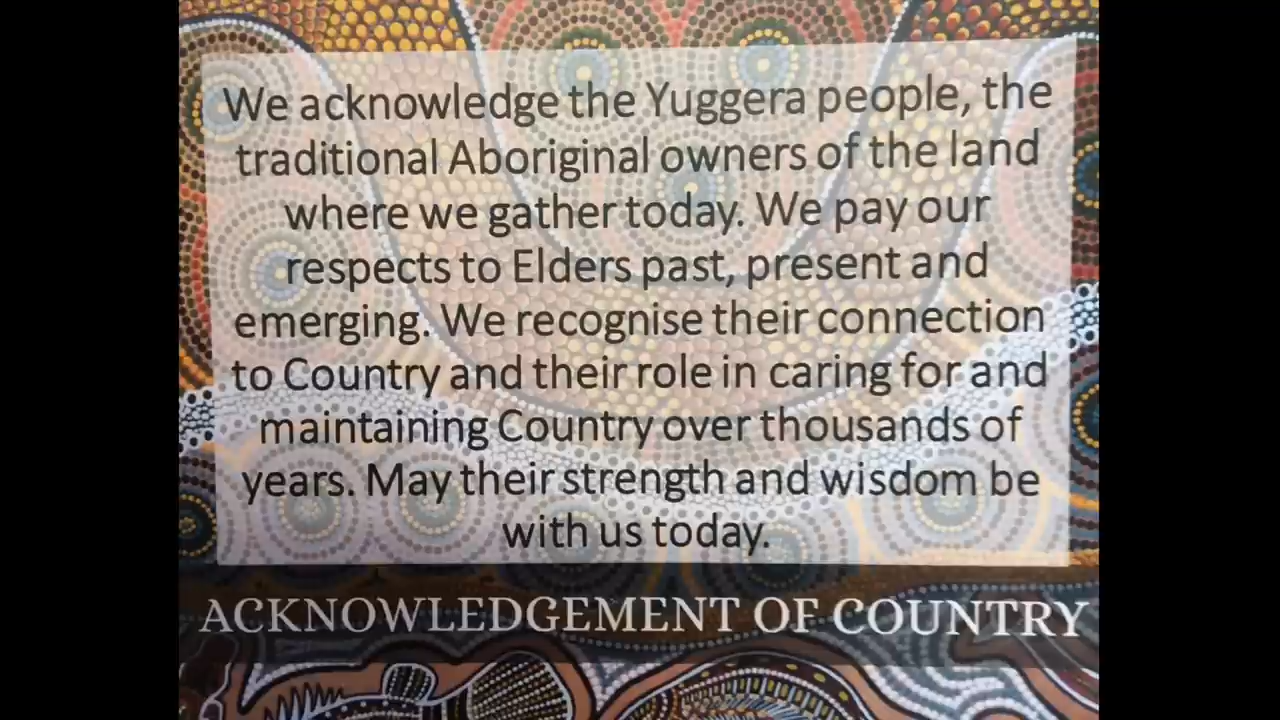 We acknowledge the Yuggera people, the
traditional Aboriginal owners of the land
where we gather today. We pay our
respects to Elders past, present and
emerging. We recognise their connection
to Country and their role in caring for and
maintaining Country over thousands of
years. May their strength and wisdom be
with us today.
ACKNOWLEDGEMENT OF COUNTRY